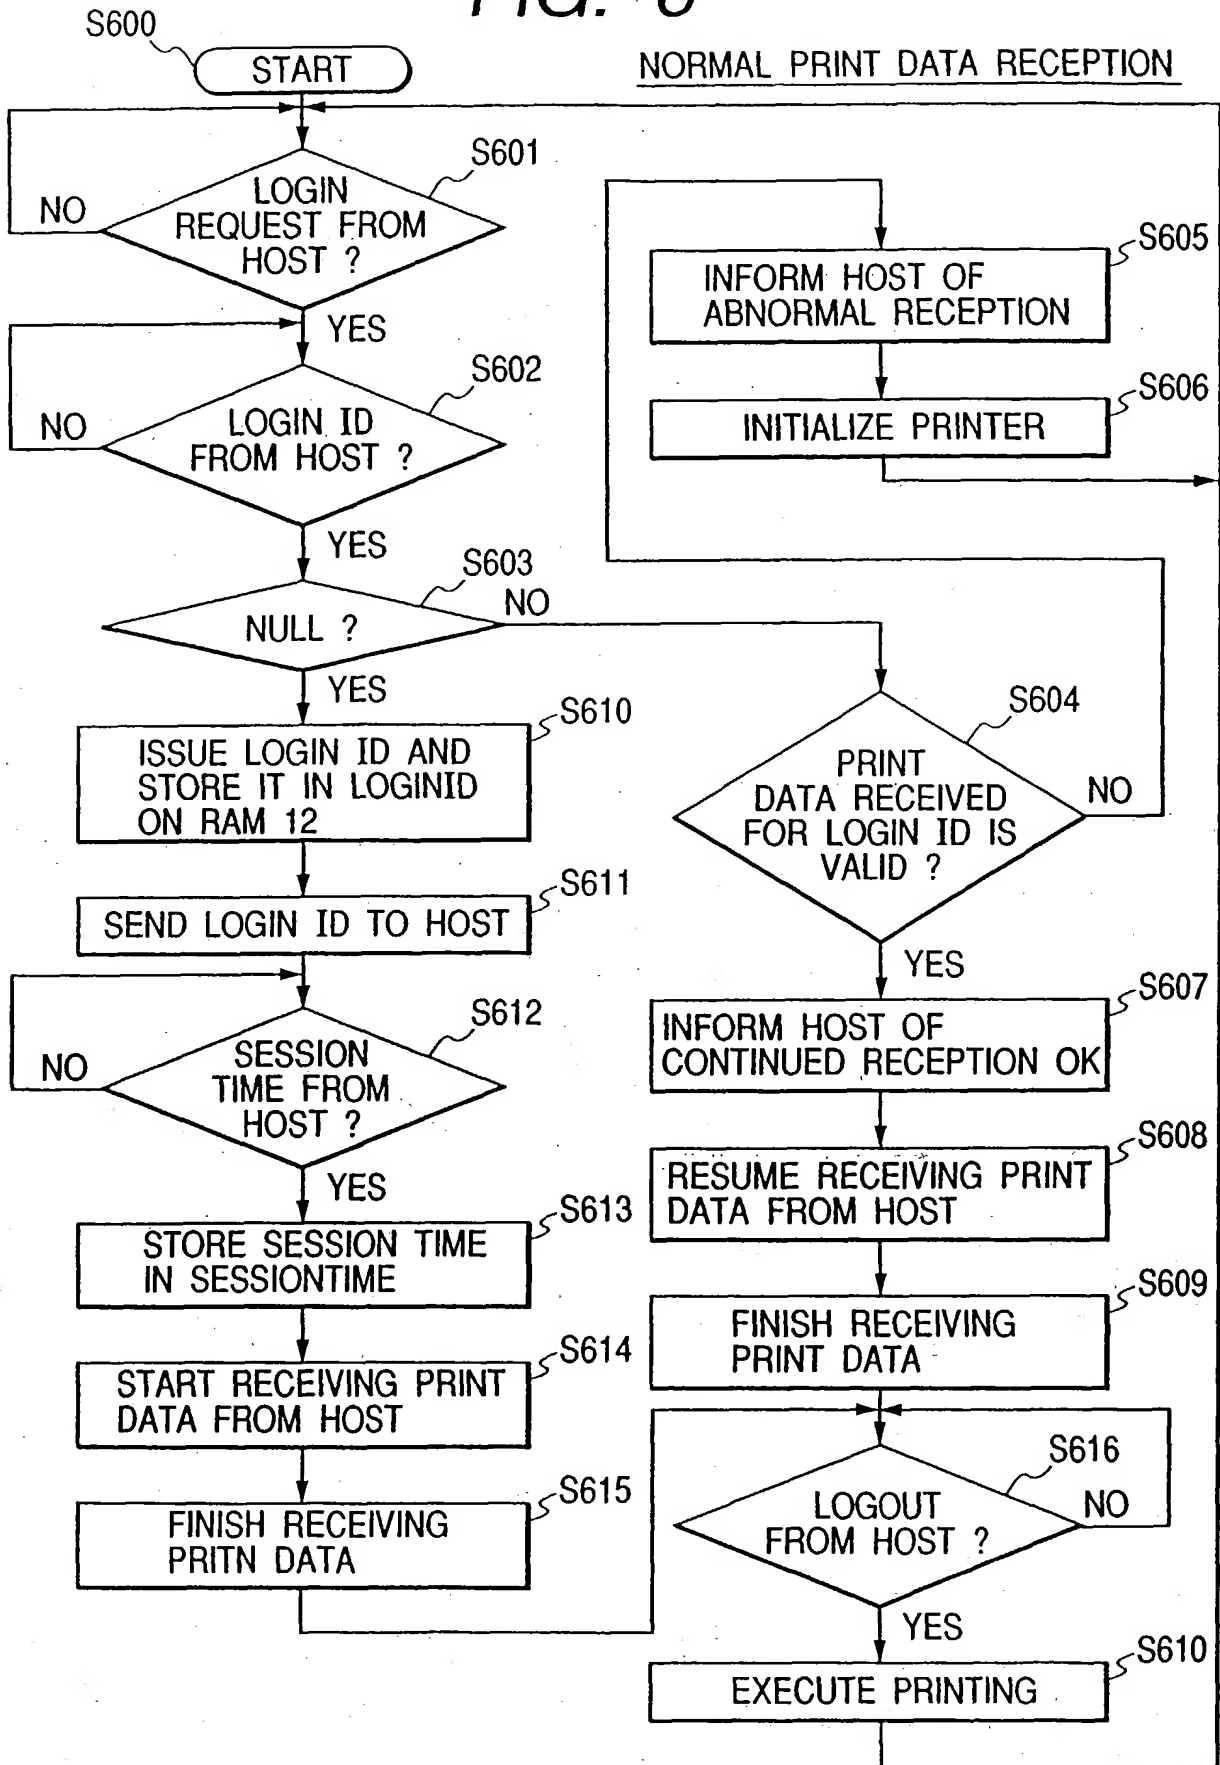 FIG. 6
S600
START
NORMAL PRINT DATA RECEPTION
S601
LOGIN
REQUEST FROM
HOST ?
NO
YES
S602
LOGIN ID
FROM HOST ?
NO
YES
S603
NULL ?
NO
YES
S610
ISSUE LOGIN ID AND
STORE IT IN LOGINID
ON RAM 12
S611
SEND LOGIN ID TO HOST
S612
SESSION
TIME FROM
HOST ?
NO
YES
S613
STORE SESSION TIME
IN SESSIONTIME
S614
START RECEIVING PRINT
DATA FROM HOST
S615
FINISH RECEIVING
PRITN DATA
S605
INFORM HOST OF
ABNORMAL RECEPTION
S606
INITIALIZE PRINTER
S604
PRINT
DATA RECEIVED
FOR LOGIN ID IS
VALID ?
NO
YES
S607
INFORM HOST OF
CONTINUED RECEPTION OK
S608
RESUME RECEIVING PRINT
DATA FROM HOST
S609
FINISH RECEIVING
PRINT DATA
S616
LOGOUT
FROM HOST ?
NO
YES
S610
EXECUTE PRINTING